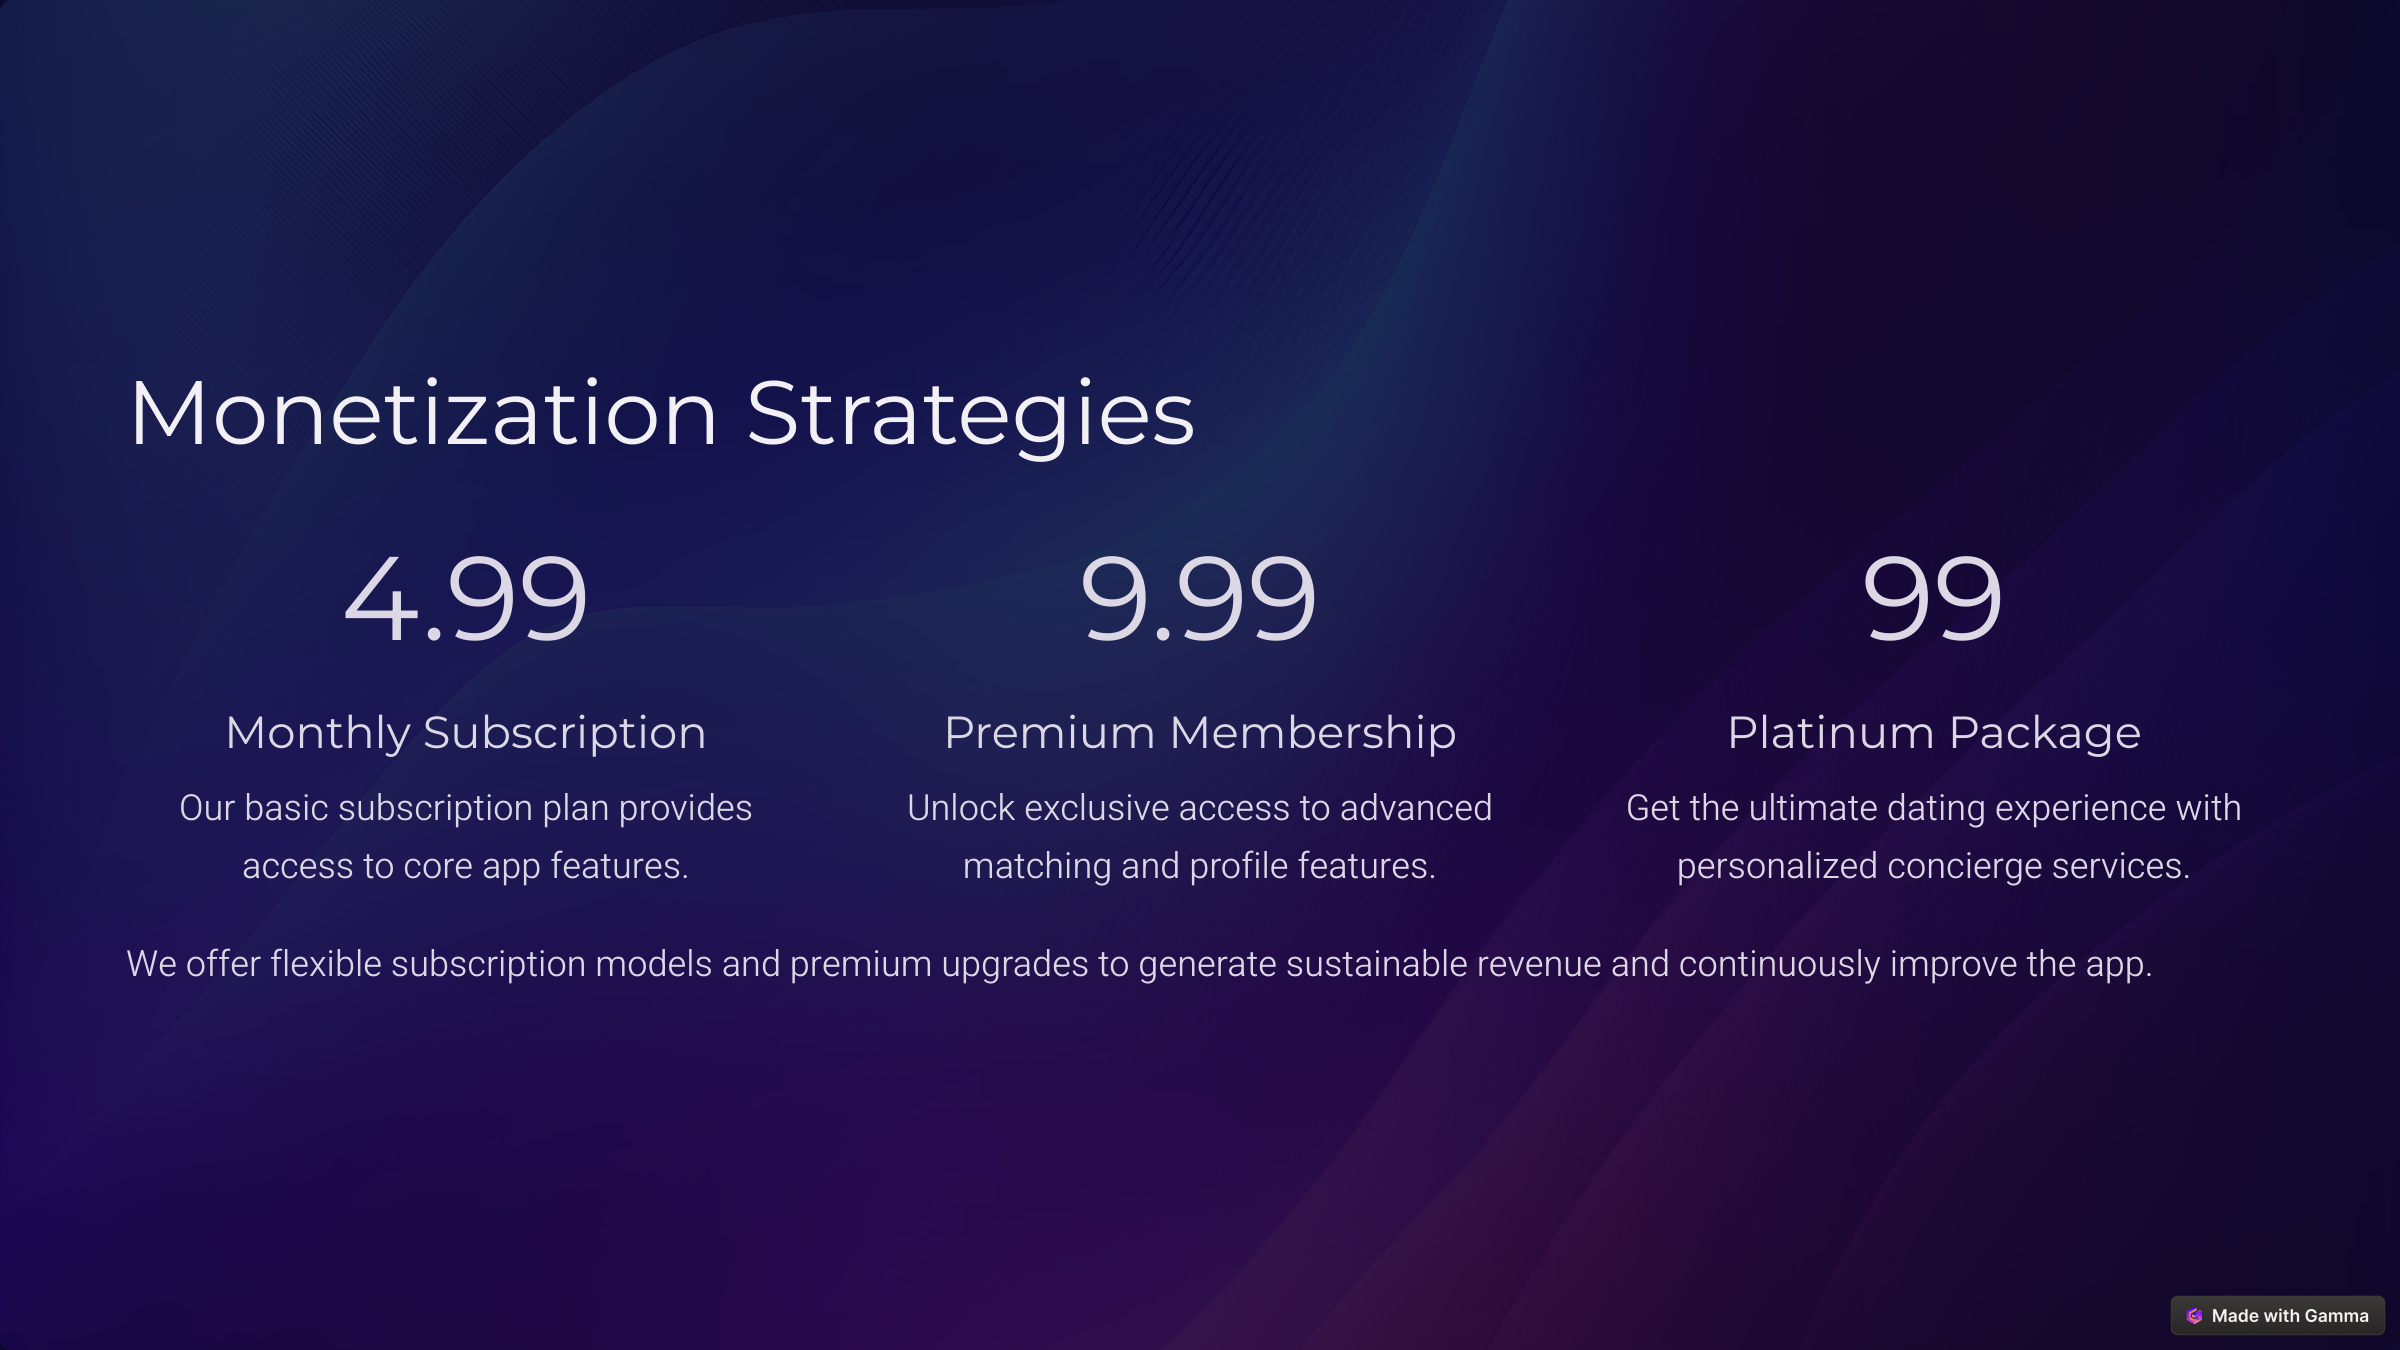 Monetization Strategies
4.99
Monthly Subscription
Our basic subscription plan provides
access to core app features.
9.99
Premium Membership
Unlock exclusive access to advanced
matching and profile features.
99
Platinum Package
Get the ultimate dating experience with
personalized concierge services.
We offer flexible subscription models and premium upgrades to generate sustainable revenue and continuously improve the app.
Made with Gamma